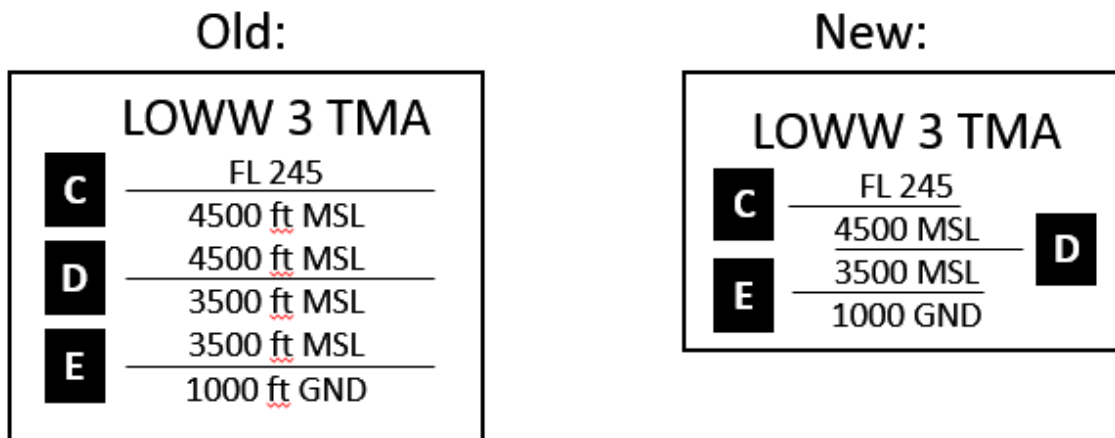 Old:
LOWW 3 TMA
C
FL 245
4500 ft MSL
D
4500 ft MSL
3500 ft MSL
E
3500 ft MSL
1000 ft GND
New:
LOWW 3 TMA
C
FL 245
4500 MSL
D
3500 MSL
E
1000 GND